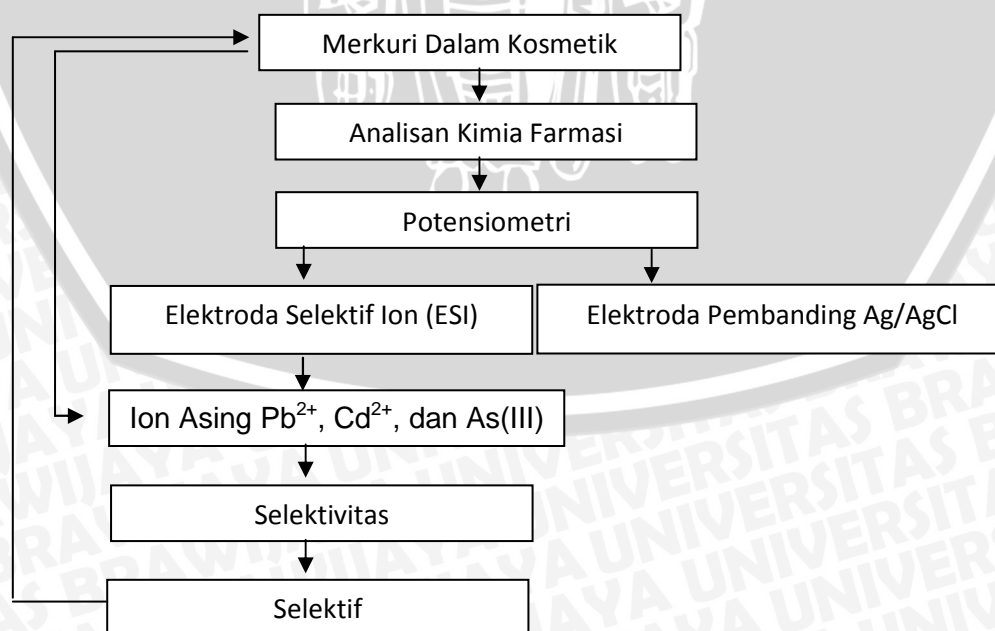 Merkuri Dalam Kosmetik
Analisan Kimia Farmasi
Potensiometri
Elektroda Selektif Ion (ESI)
Elektroda Pembanding Ag/AgCl
Ion Asing Pb²⁺, Cd²⁺, dan As(III)
Selektivitas
Selektif